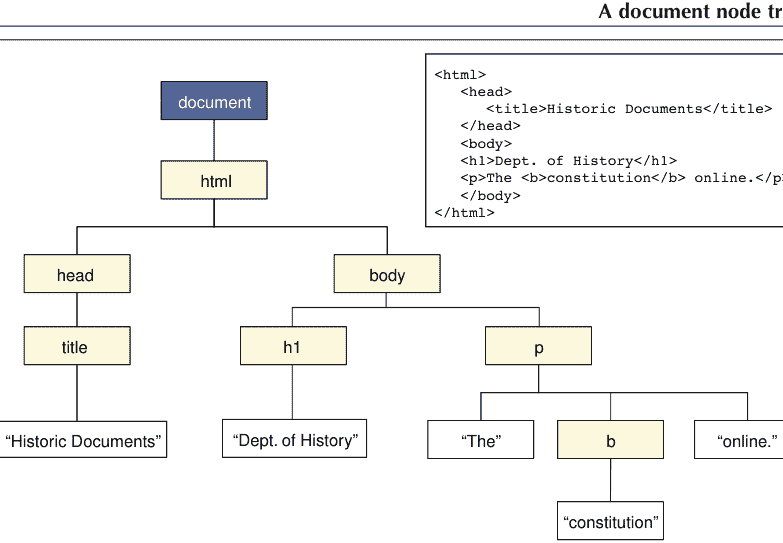 A document node tr
<html>
<head>
<title>Historic Documents</title>
</head>
<body>
<h1>Dept. of History</h1>
<p>The <b>constitution</b> online.</p
</body>
</html>
document
html
head
body
title
h1
p
“Historic Documents”
“Dept. of History”
“The”
b
“online.”
“constitution”